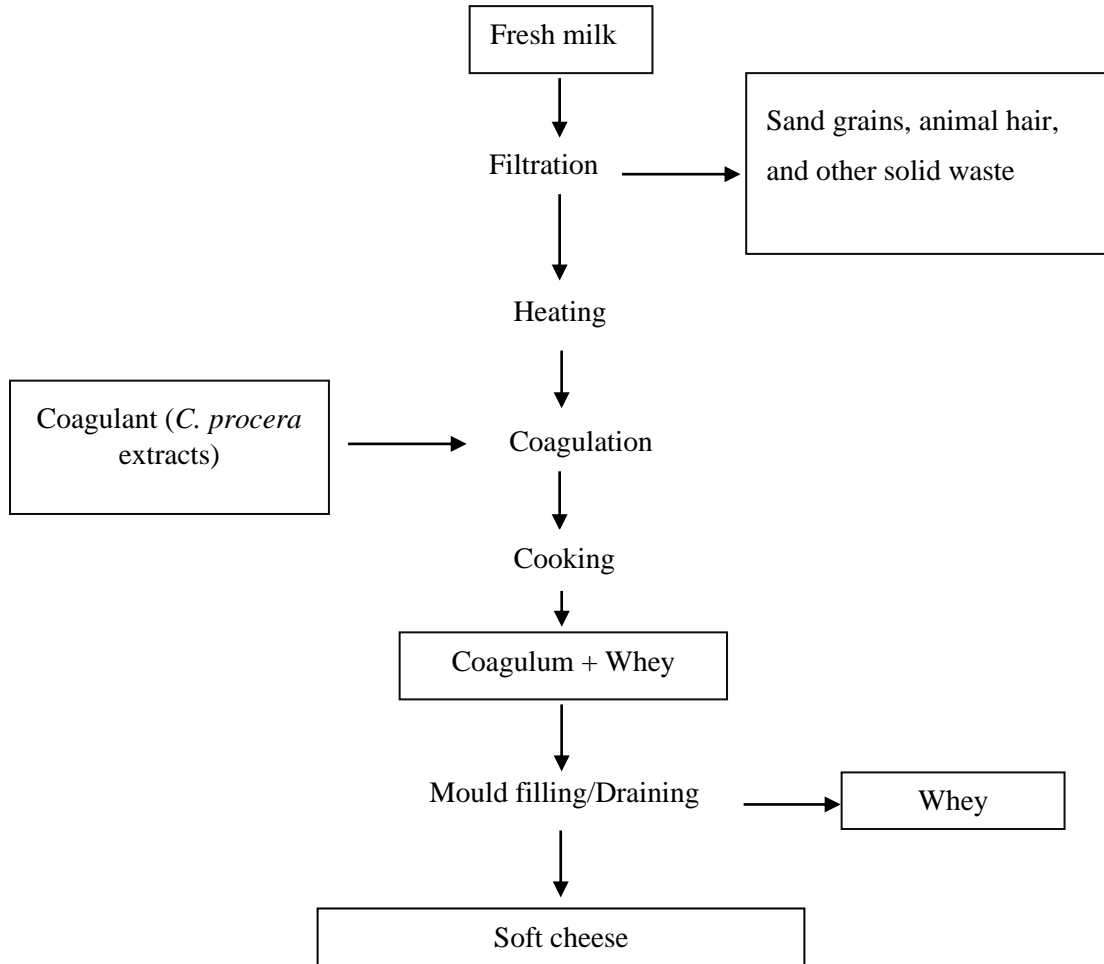 Fresh milk
Sand grains, animal hair,
and other solid waste
Filtration
Heating
Coagulant (C. procera
extracts)
Coagulation
Cooking
Coagulum + Whey
Mould filling/Draining
Whey
Soft cheese